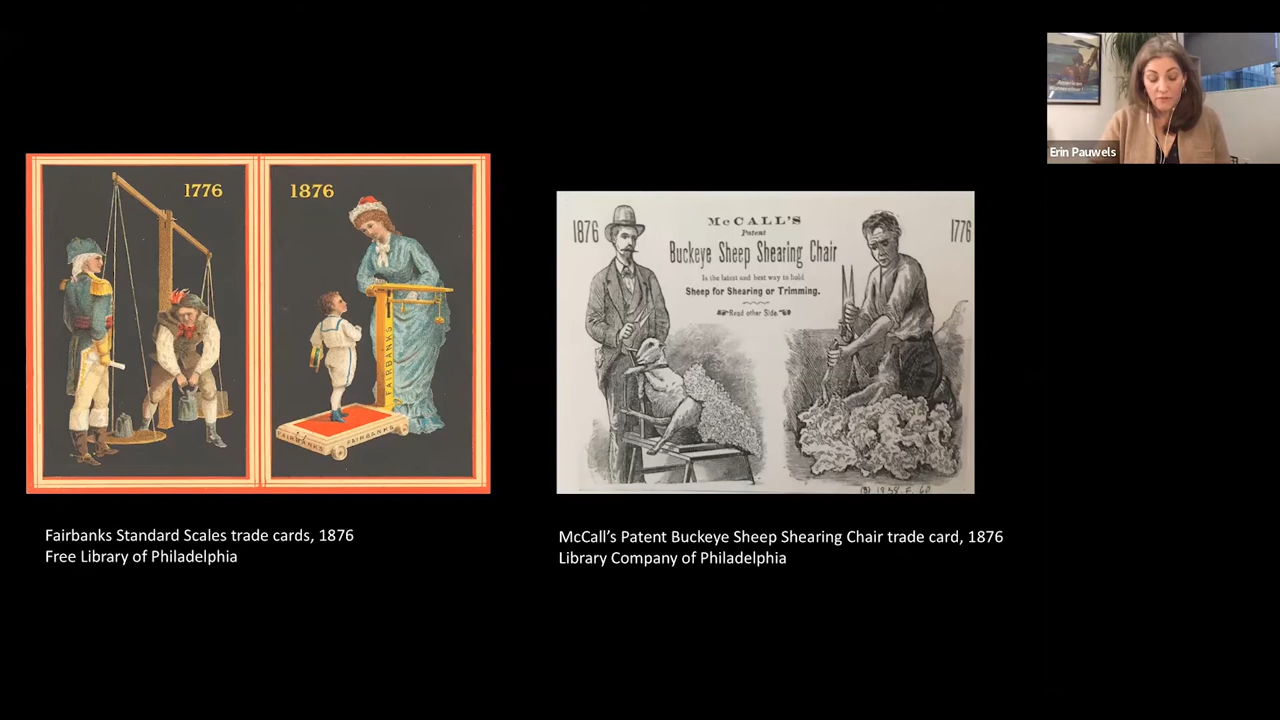 1776
1876
FAIRBANKS
FAIRBANKS
FAIRBANKS
1876
McCALL'S
Patent
Buckeye Sheep Shearing Chair
Is the latest and best way to hold
Sheep for Shearing or Trimming.
Read other Side.
1776
Fairbanks Standard Scales trade cards, 1876
Free Library of Philadelphia
McCall’s Patent Buckeye Sheep Shearing Chair trade card, 1876
Library Company of Philadelphia
American
Erin Pauwels